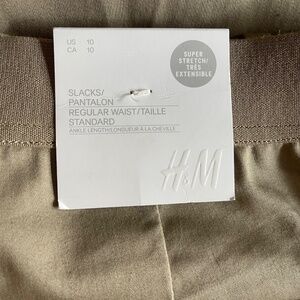 US 10
CA 10
SUPER
STRETCH/
TRÈS
EXTENSIBLE
SLACKS/
PANTALON
REGULAR WAIST/TAILLE
STANDARD
ANKLE LENGTH/LONGUEUR À LA CHEVILLE
H&M